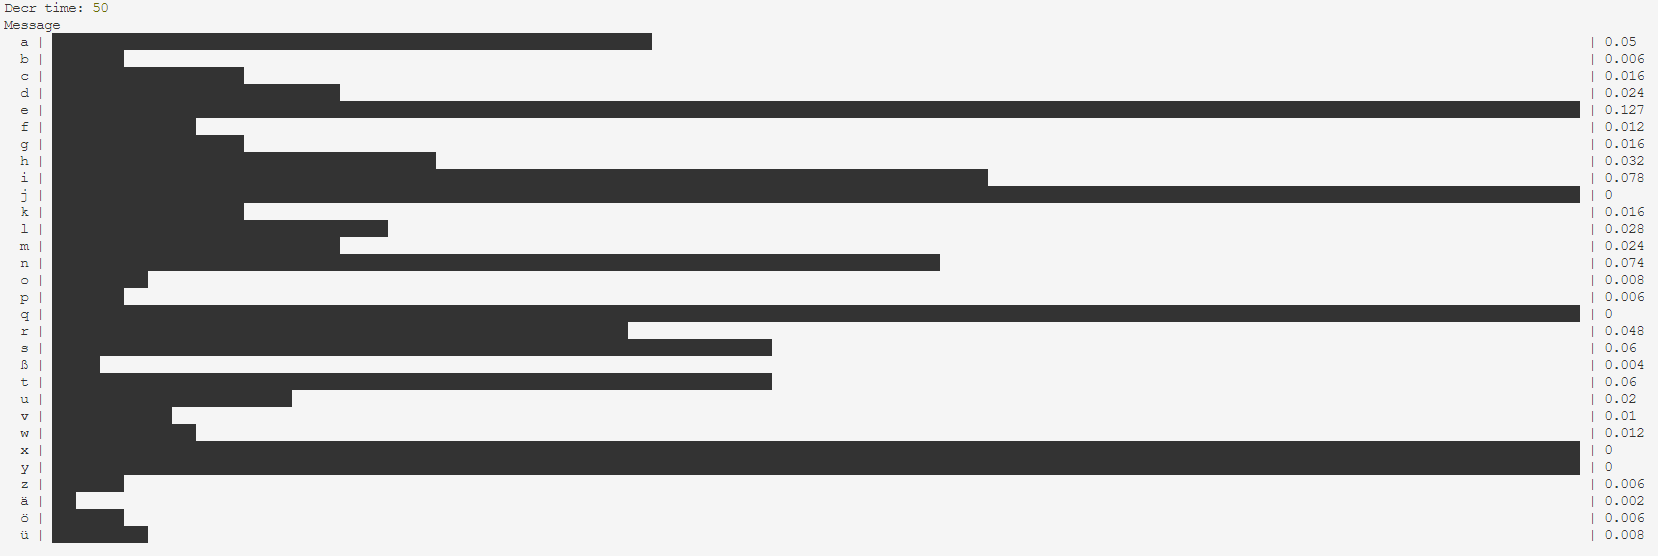 Decr time: 50
Message
a | | 0.05
b | | 0.006
c | | 0.016
d | | 0.024
e | | 0.127
f | | 0.012
g | | 0.016
h | | 0.032
i | | 0.078
j | | 0
k | | 0.016
l | | 0.028
m | | 0.024
n | | 0.074
o | | 0.008
p | | 0.006
q | | 0
r | | 0.048
s | | 0.06
ß | | 0.004
t | | 0.06
u | | 0.02
v | | 0.01
w | | 0.012
x | | 0
y | | 0
z | | 0.006
ä | | 0.002
ö | | 0.006
ü | | 0.008